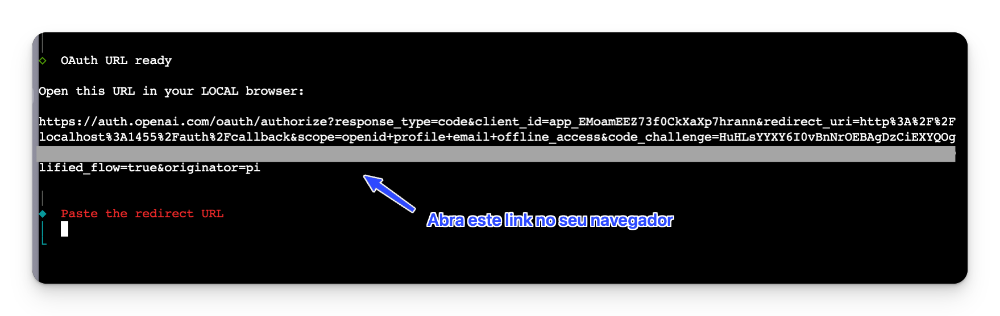 OAuth URL ready
Open this URL in your LOCAL browser:
https://auth.openai.com/oauth/authorize?response_type=code&client_id=app_EMoamEEZ73f0CkXaXp7hrann&redirect_uri=http%3A%2F%2F
localhost%3A1455%2Fauth%2Fcallback&scope=openid+profile+email+offline_access&code_challenge=HuHLsYYXY6I0vBnNrOEBAgDzCiEXYQOg
lified_flow=true&originator=pi
Paste the redirect URL
Abra este link no seu navegador